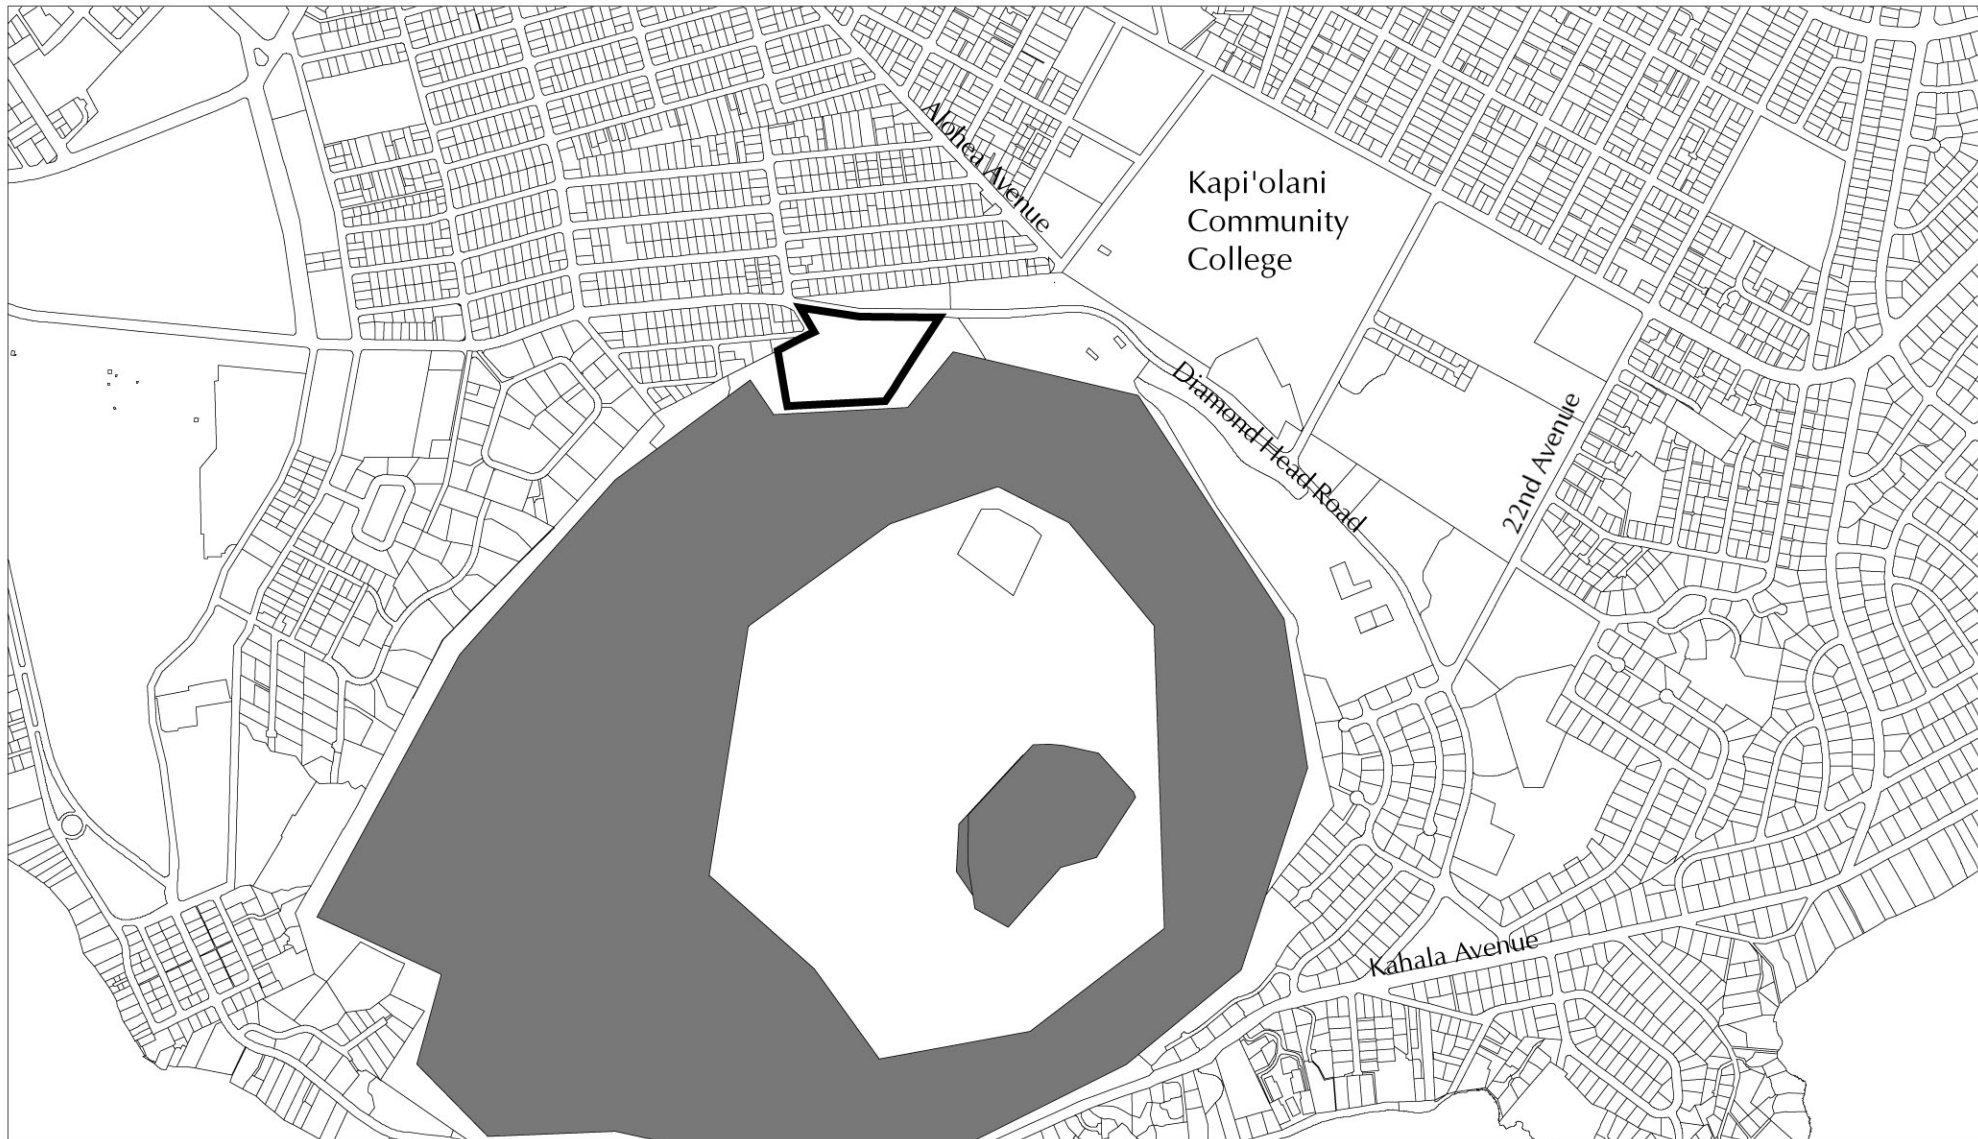 Alohea Avenue
Kapi'olani
Community
College
Diamond Head Road
22nd Avenue
Kahala Avenue